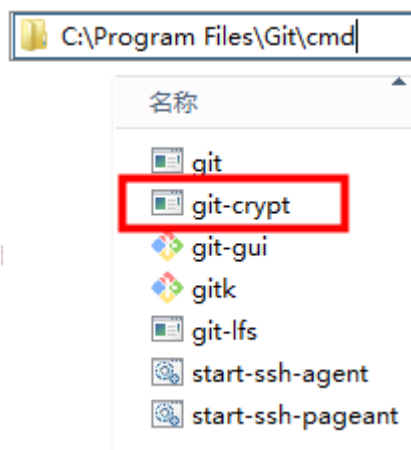 C:\Program Files\Git\cmd
名称
git
git-crypt
git-gui
gitk
git-lfs
start-ssh-agent
start-ssh-pageant